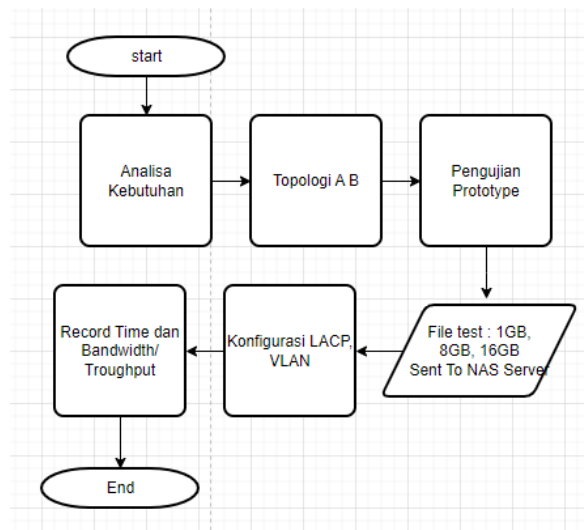 start
Analisa
Kebutuhan
Topologi A B
Pengujian
Prototype
File test : 1GB,
8GB, 16GB
Sent To NAS Server
Konfigurasi LACP,
VLAN
Record Time dan
Bandwidth/
Troughput
End